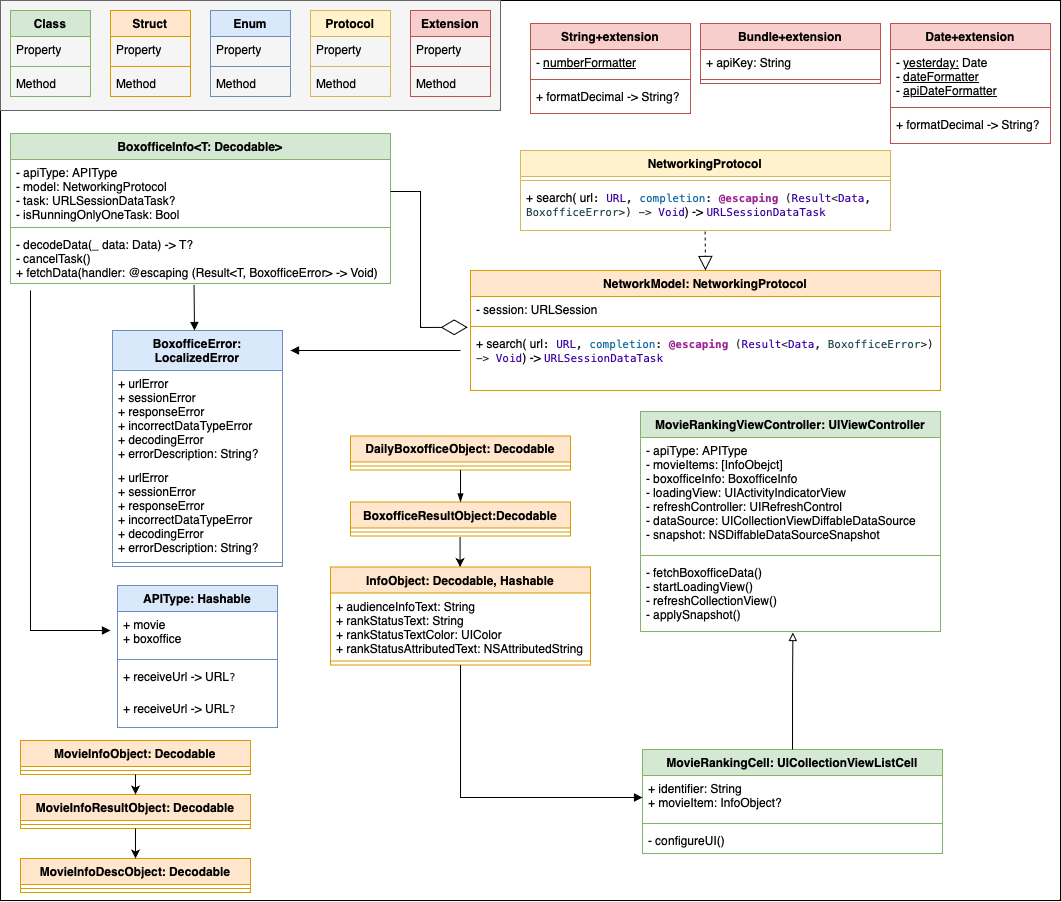 Class
Property
Method
Struct
Property
Method
Enum
Property
Method
Protocol
Property
Method
Extension
Property
Method
String+extension
- numberFormatter
+ formatDecimal -> String?
Bundle+extension
+ apiKey: String
Date+extension
- yesterday: Date
- dateFormatter
- apiDateFormatter
+ formatDecimal -> String?
BoxofficeInfo<T: Decodable>
- apiType: APIType
- model: NetworkingProtocol
- task: URLSessionDataTask?
- isRunningOnlyOneTask: Bool
- decodeData(_ data: Data) -> T?
- cancelTask()
+ fetchData(handler: @escaping (Result<T, BoxofficeError> -> Void)
NetworkingProtocol
+ search( url: URL, completion: @escaping (Result<Data,
BoxofficeError>) -> Void) -> URLSessionDataTask
NetworkModel: NetworkingProtocol
- session: URLSession
+ search( url: URL, completion: @escaping (Result<Data, BoxofficeError>)
-> Void) -> URLSessionDataTask
BoxofficeError:
LocalizedError
+ urlError
+ sessionError
+ responseError
+ incorrectDataTypeError
+ decodingError
+ errorDescription: String?
+ urlError
+ sessionError
+ responseError
+ incorrectDataTypeError
+ decodingError
+ errorDescription: String?
DailyBoxofficeObject: Decodable
BoxofficeResultObject:Decodable
InfoObject: Decodable, Hashable
+ audienceInfoText: String
+ rankStatusText: String
+ rankStatusTextColor: UIColor
+ rankStatusAttributedText: NSAttributedString
MovieRankingViewController: UIViewController
- apiType: APIType
- movieItems: [InfoObejct]
- boxofficeInfo: BoxofficeInfo
- loadingView: UIActivityIndicatorView
- refreshController: UIRefreshControl
- dataSource: UICollectionViewDiffableDataSource
- snapshot: NSDiffableDataSourceSnapshot
- fetchBoxofficeData()
- startLoadingView()
- refreshCollectionView()
- applySnapshot()
APIType: Hashable
+ movie
+ boxoffice
+ receiveUrl -> URL?
+ receiveUrl -> URL?
MovieInfoObject: Decodable
MovieInfoResultObject: Decodable
MovieInfoDescObject: Decodable
MovieRankingCell: UICollectionViewListCell
+ identifier: String
+ movieItem: InfoObject?
- configureUI()